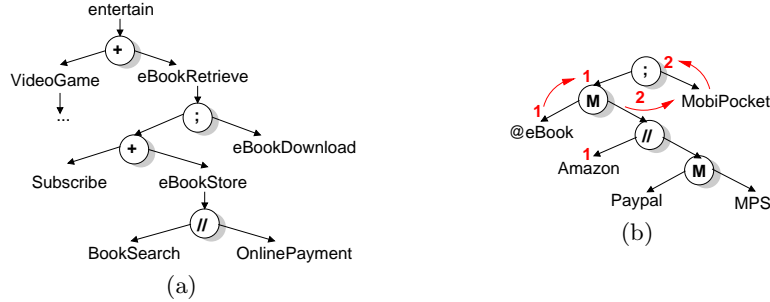 entertain
+
VideoGame eBookRetrieve
...
;
+ eBookDownload
Subscribe eBookStore
//
BookSearch OnlinePayment
(a)
; 2
1
M 2 MobiPocket
1
@eBook //
1
Amazon M
Paypal MPS
(b)